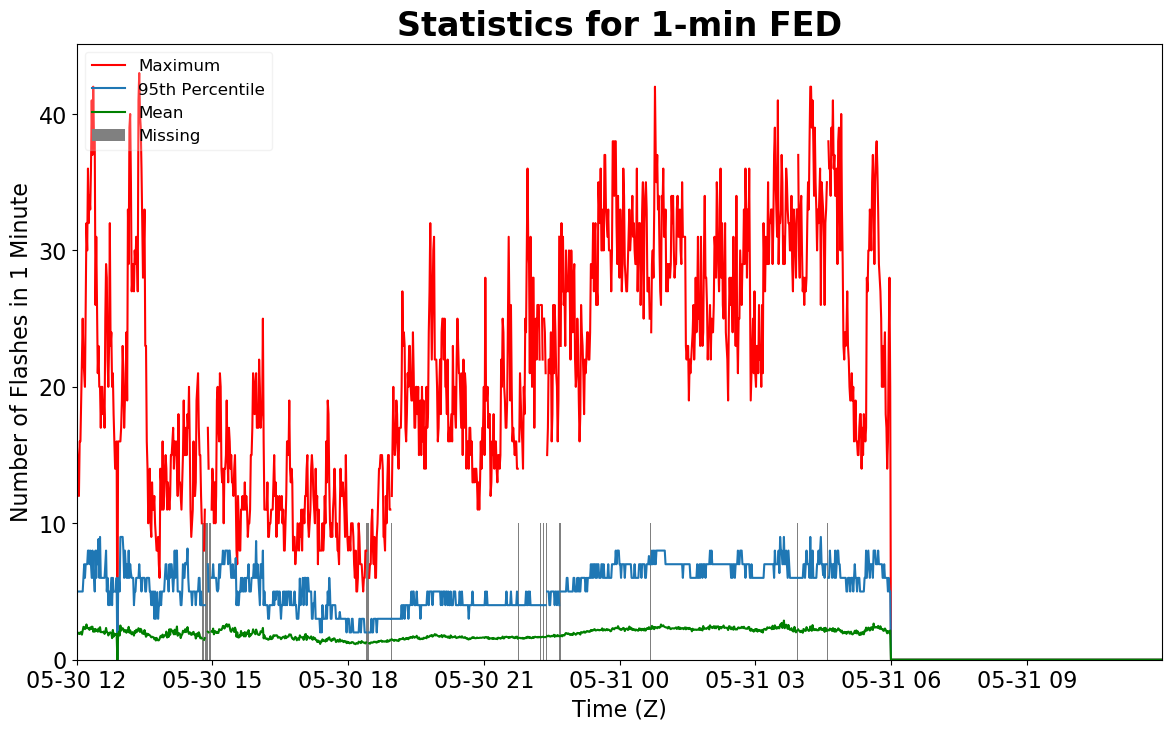 Statistics for 1-min FED
Maximum
95th Percentile
Mean
Missing
Number of Flashes in 1 Minute
40
30
20
10
0
05-30 12 05-30 15 05-30 18 05-30 21 05-31 00 05-31 03 05-31 06 05-31 09
Time (Z)